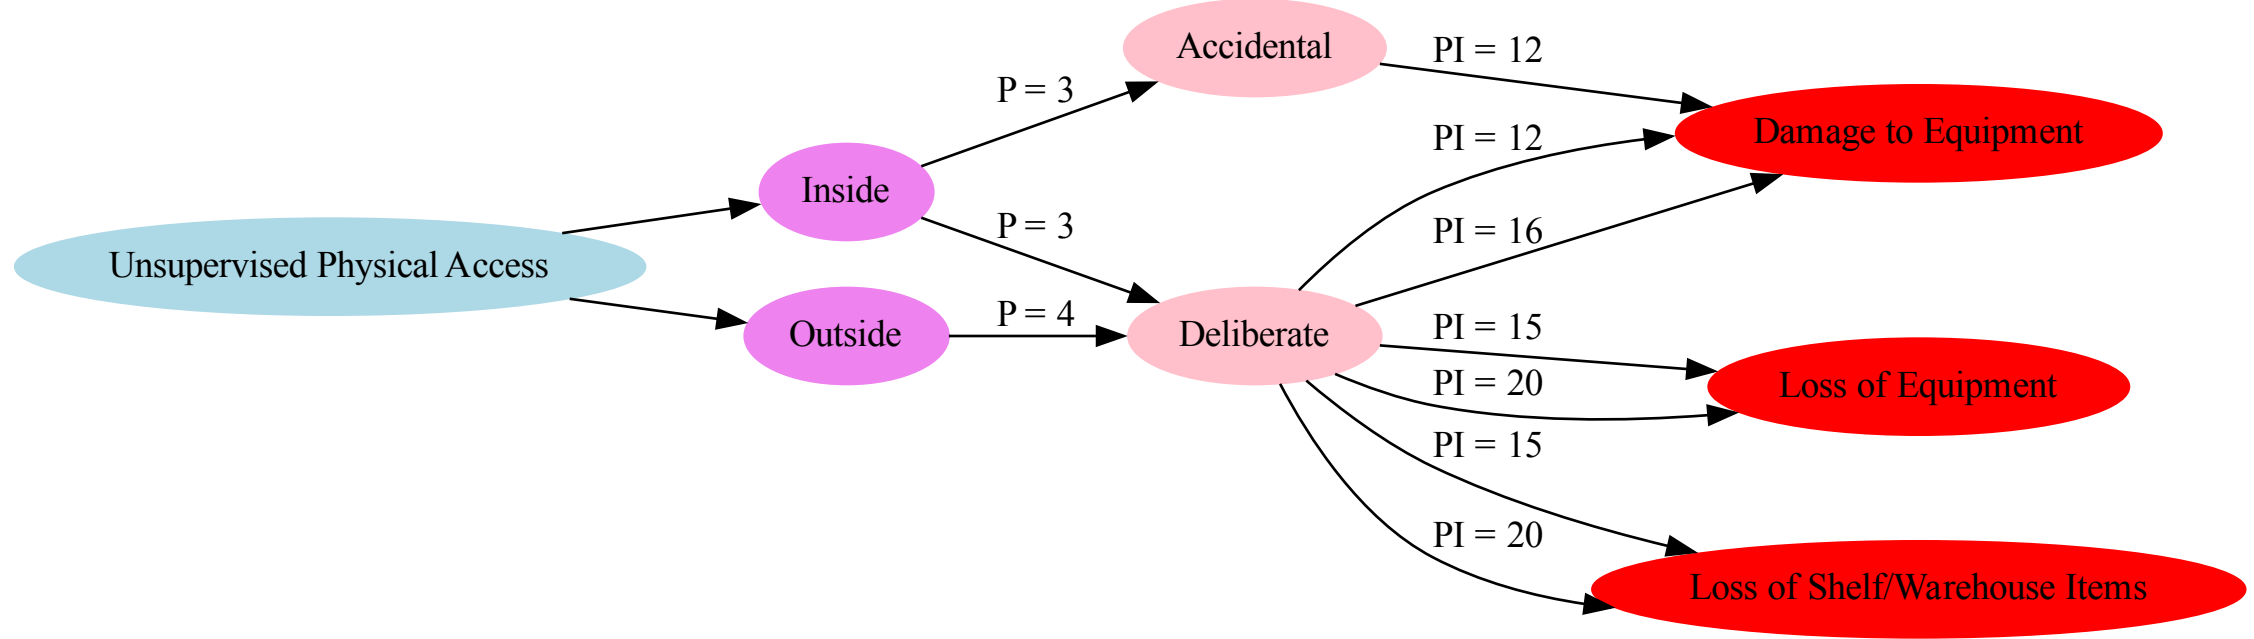 Accidental
PI = 12
P = 3
Damage to Equipment
PI = 12
Inside
P = 3
PI = 16
Unsupervised Physical Access
P = 4
Outside
Deliberate
PI = 15
PI = 20
Loss of Equipment
PI = 15
PI = 20
Loss of Shelf/Warehouse Items